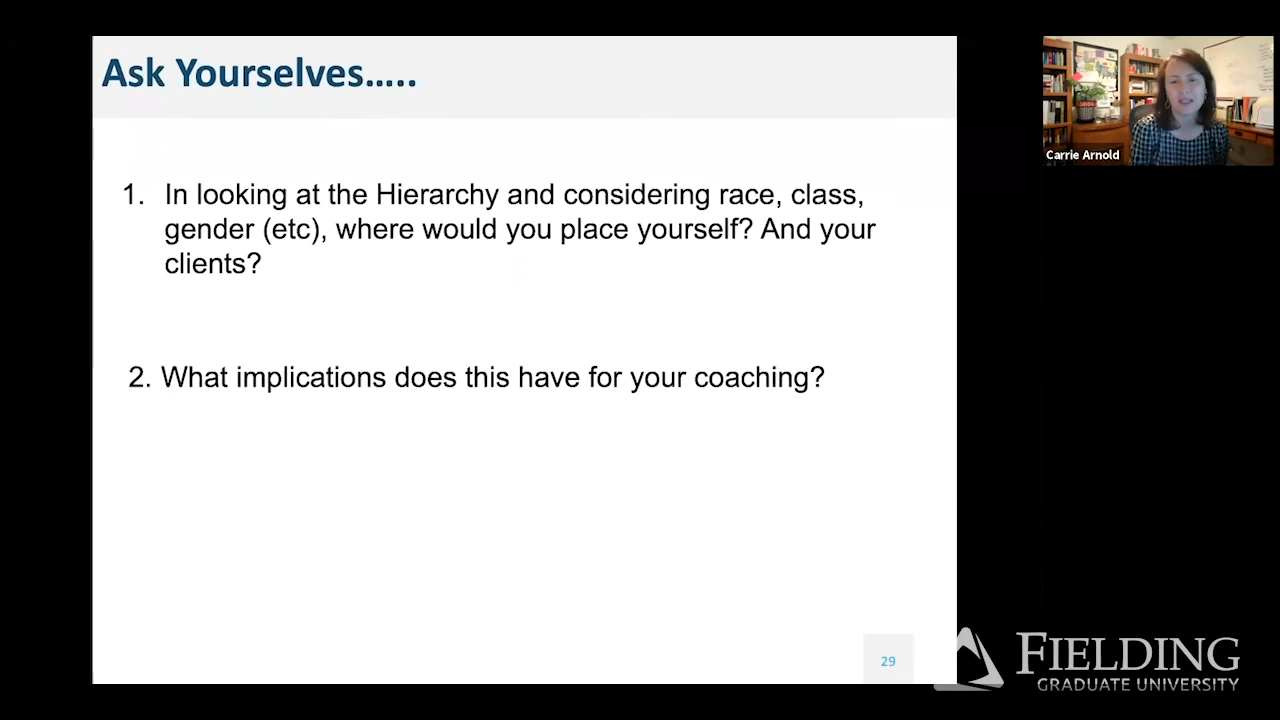 Ask Yourselves…..
1. In looking at the Hierarchy and considering race, class,
gender (etc), where would you place yourself? And your
clients?
2. What implications does this have for your coaching?
29
Carrie Arnold
FIELDING
GRADUATE UNIVERSITY